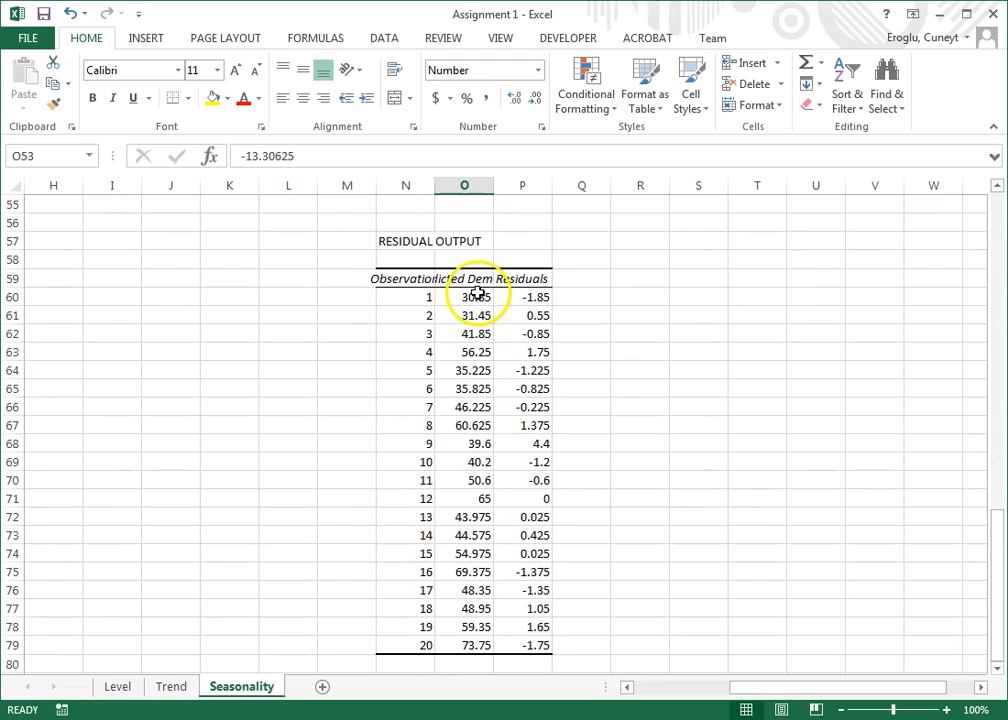 Assignment 1 - Excel
FILE HOME INSERT PAGE LAYOUT FORMULAS DATA REVIEW VIEW DEVELOPER ACROBAT Team Eroglu, Cuneyt
Paste Calibri 11 Number Conditional Formatting Format as Table Cell Styles Insert Delete Format Sort & Filter Find & Select
Clipboard Font Alignment Number Styles Cells Editing
O53 -13.30625
H I J K L M N O P Q R S T U V W
55
56
57 RESIDUAL OUTPUT
58
59 Observation licted Dem Residuals
60 1 -1.85
61 2 31.45 0.55
62 3 41.85 -0.85
63 4 56.25 1.75
64 5 35.225 -1.225
65 6 35.825 -0.825
66 7 46.225 -0.225
67 8 60.625 1.375
68 9 39.6 4.4
69 10 40.2 -1.2
70 11 50.6 -0.6
71 12 65 0
72 13 43.975 0.025
73 14 44.575 0.425
74 15 54.975 0.025
75 16 69.375 -1.375
76 17 48.35 -1.35
77 18 48.95 1.05
78 19 59.35 1.65
79 20 73.75 -1.75
80
Level Trend Seasonality
READY 100%